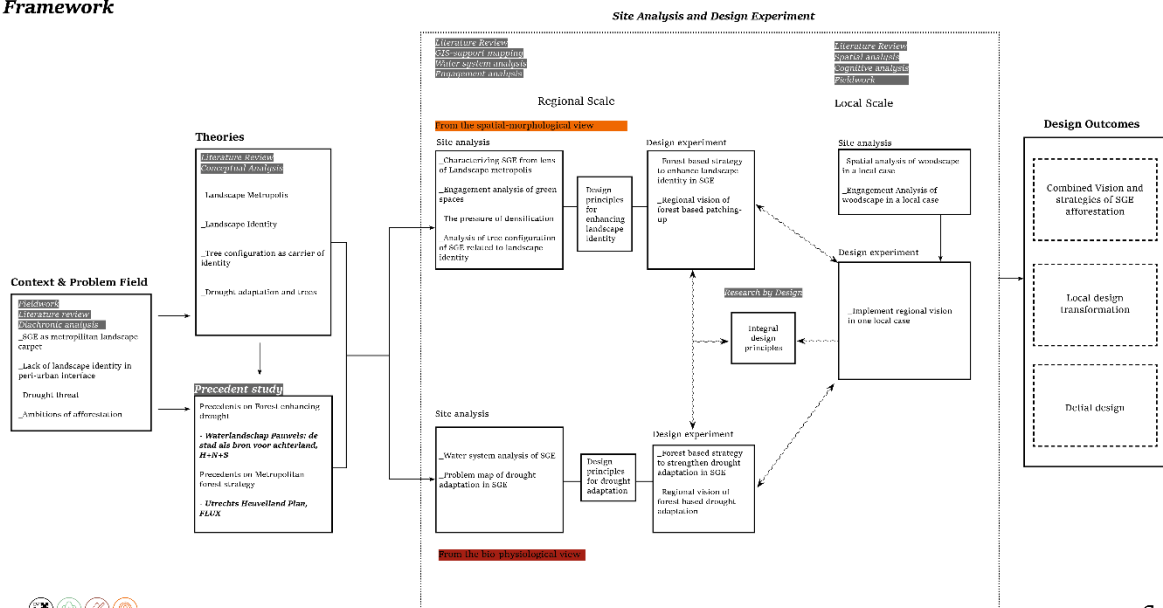 Framework
Site Analysis and Design Experiment
Literature Review
GIS-support mapping
Water system analysis
Engagement analysis
Literature Review
Spatial analysis
Cognitive analysis
Fieldwork
Regional Scale
Local Scale
From the spatial-morphological view
Theories
Literature Review
Conceptual Analysis
Landscape Metropolis
_Landscape Identity
_Tree configuration as carrier of
identity
_Drought adaptation and trees
Context & Problem Field
Fieldwork
Literature review
Diachronic analysis
_SGE as metropilitan landscape
carpet
_Lack of landscape identity in
peri-urban interface
Drought threat
_Ambitions of afforestation
Precedent study
Precedents on Forest enhancing
drought
- Waterlandschap Pauwels: de
stad als bron voor achterland,
H+N+S
Precedents on Metropolitan
forest strategy
- Utrechts Heuvelland Plan,
FLUX
Site analysis
_Characterizing SGE from lens
of Landscape metropolis
_Engagement analysis of green
spaces
The pressure of densification
Analysis of tree configuration
of SGE related to landscape
identity
Design
principles
for
enhancing
landscape
identity
Design experiment
Forest based strategy
to enhance landscape
identity in SGE
_Regional vision of
forest based patching-
up
Site analysis
Spatial analysis of woodscape
in a local case
_Engagement Analysis of
woodscape in a local case
Design experiment
_Implement regional vision
in one local case
Research by Design
Integral
design
principles
Site analysis
_Water system analysis of SGE
_Problem map of drought
adaptation in SGE
Design
principles
for drought
adaptation
Design experiment
_Forest based strategy
to strengthen drought
adaptation in SGE
Regional vision of
forest based drought
adaptation
From the bio-physiological view
Design Outcomes
Combined Vision and
strategies of SGE
afforestation
Local design
transformation
Detial design